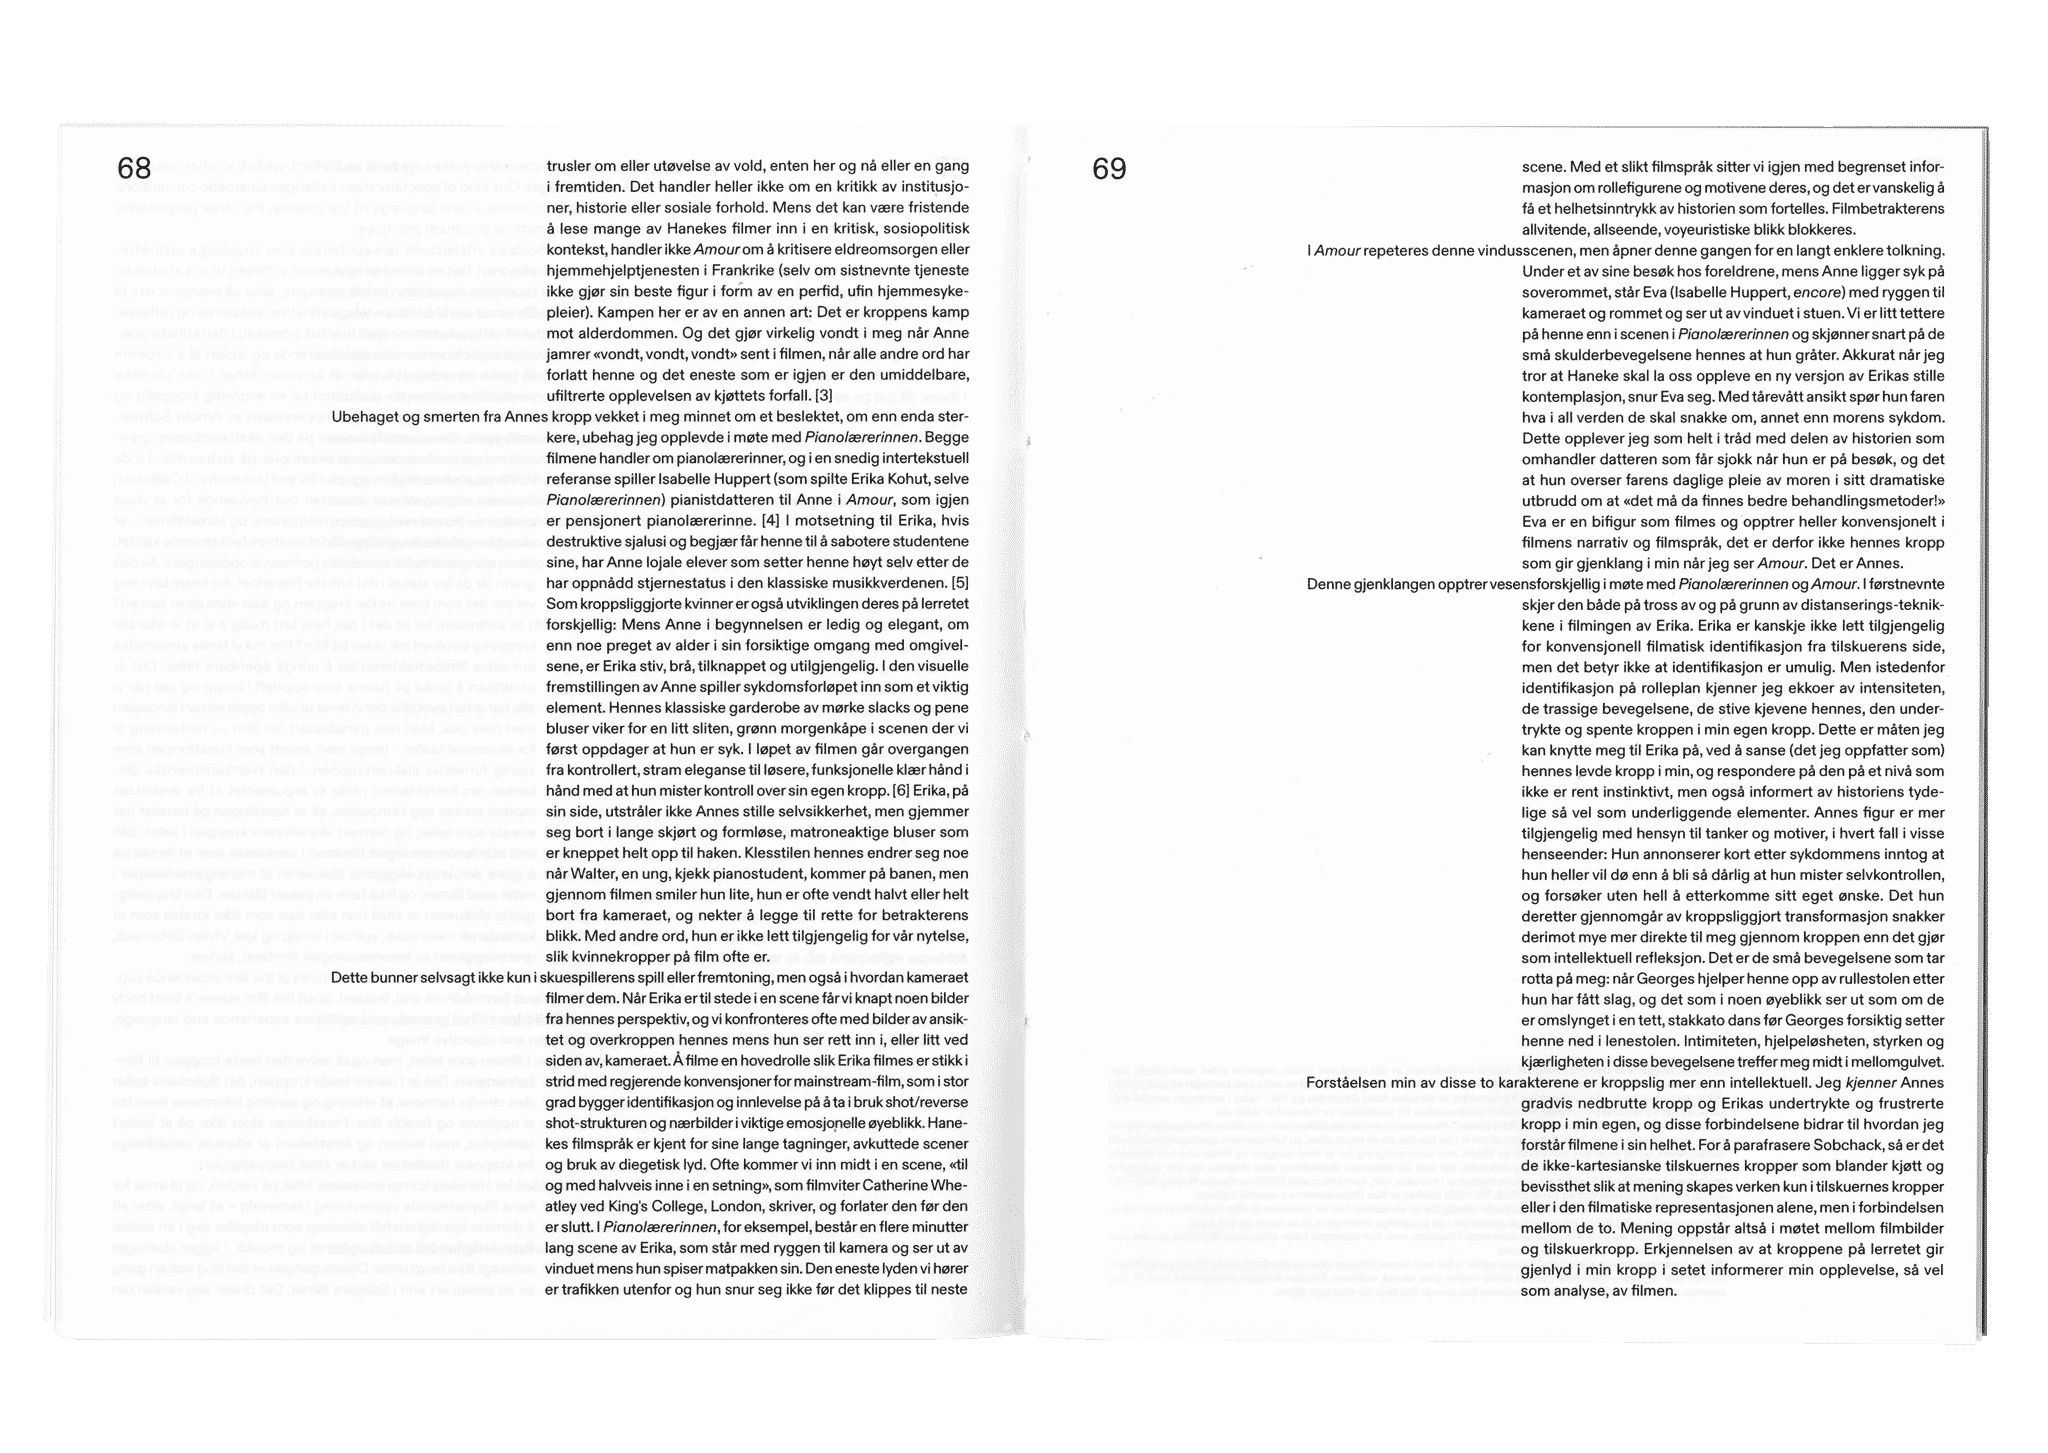 68
trusler om eller utøvelse av vold, enten her og nå eller en gang
i fremtiden. Det handler heller ikke om en kritikk av institusjo-
ner, historie eller sosiale forhold. Mens det kan være fristende
å lese mange av Hanekes filmer inn i en kritisk, sosiopolitisk
kontekst, handler ikke Amour om å kritisere eldreomsorgen eller
hjemmehjelptjenesten i Frankrike (selv om sistnevnte tjeneste
ikke gjør sin beste figur i form av en perfid, ufin hjemmesyke-
pleier). Kampen her er av en annen art: Det er kroppens kamp
mot alderdommen. Og det gjør virkelig vondt i meg når Anne
jamrer «vondt, vondt, vondt» sent i filmen, når alle andre ord har
forlatt henne og det eneste som er igjen er den umiddelbare,
ufiltrerte opplevelsen av kjøttets forfall. [3]
Ubehaget og smerten fra Annes kropp vekket i meg minnet om et beslektet, om enn enda ster-
kere, ubehag jeg opplevde i møte med Pianolærerinnen. Begge
filmene handler om pianolærerinner, og i en snedig intertekstuell
referanse spiller Isabelle Huppert (som spilte Erika Kohut, selve
Pianolærerinnen) pianistdatteren til Anne i Amour, som igjen
er pensjonert pianolærerinne. [4] I motsetning til Erika, hvis
destruktive sjalusi og begjær får henne til å sabotere studentene
sine, har Anne lojale elever som setter henne høyt selv etter de
har oppnådd stjernestatus i den klassiske musikkverdenen. [5]
Som kroppsliggjorte kvinner er også utviklingen deres på lerretet
forskjellig: Mens Anne i begynnelsen er ledig og elegant, om
enn noe preget av alder i sin forsiktige omgang med omgivel-
sene, er Erika stiv, brå, tilknappet og utilgjengelig. I den visuelle
fremstillingen av Anne spiller sykdomsforløpet inn som et viktig
element. Hennes klassiske garderobe av mørke slacks og pene
bluser viker for en litt sliten, grønn morgenkåpe i scenen der vi
først oppdager at hun er syk. I løpet av filmen går overgangen
fra kontrollert, stram eleganse til løsere, funksjonelle klær hånd i
hånd med at hun mister kontroll over sin egen kropp. [6] Erika, på
sin side, utstråler ikke Annes stille selvsikkerhet, men gjemmer
seg bort i lange skjørt og formløse, matroneaktige bluser som
er kneppet helt opp til haken. Klesstilen hennes endrer seg noe
når Walter, en ung, kjekk pianostudent, kommer på banen, men
gjennom filmen smiler hun lite, hun er ofte vendt halvt eller helt
bort fra kameraet, og nekter å legge til rette for betrakterens
blikk. Med andre ord, hun er ikke lett tilgjengelig for vår nytelse,
slik kvinnekropper på film ofte er.
Dette bunner selvsagt ikke kun i skuespillerens spill eller fremtoning, men også i hvordan kameraet
filmer dem. Når Erika er til stede i en scene får vi knapt noen bilder
fra hennes perspektiv, og vi konfronteres ofte med bilder av ansik-
tet og overkroppen hennes mens hun ser rett inn i, eller litt ved
siden av, kameraet. Å filme en hovedrolle slik Erika filmes er stikk i
strid med regjerende konvensjoner for mainstream-film, som i stor
grad bygger identifikasjon og innlevelse på å ta i bruk shot/reverse
shot-strukturen og nærbilder i viktige emosjonelle øyeblikk. Hane-
kes filmspråk er kjent for sine lange tagninger, avkuttede scener
og bruk av diegetisk lyd. Ofte kommer vi inn midt i en scene, «til
og med halvveis inne i en setning», som filmviter Catherine Whe-
atley ved King's College, London, skriver, og forlater den før den
er slutt. I Pianolærerinnen, for eksempel, består en flere minutter
lang scene av Erika, som står med ryggen til kamera og ser ut av
vinduet mens hun spiser matpakken sin. Den eneste lyden vi hører
er trafikken utenfor og hun snur seg ikke før det klippes til neste
69
scene. Med et slikt filmspråk sitter vi igjen med begrenset infor-
masjon om rollefigurene og motivene deres, og det er vanskelig å
få et helhetsinntrykk av historien som fortelles. Filmbetrakterens
allvitende, allseende, voyeuristiske blikk blokkeres.
I Amour repeteres denne vindusscenen, men åpner denne gangen for en langt enklere tolkning.
Under et av sine besøk hos foreldrene, mens Anne ligger syk på
soverommet, står Eva (Isabelle Huppert, encore) med ryggen til
kameraet og rommet og ser ut av vinduet i stuen. Vi er litt tettere
på henne enn i scenen i Pianolærerinnen og skjønner snart på de
små skulderbevegelsene hennes at hun gråter. Akkurat når jeg
tror at Haneke skal la oss oppleve en ny versjon av Erikas stille
kontemplasjon, snur Eva seg. Med tårevått ansikt spør hun faren
hva i all verden de skal snakke om, annet enn morens sykdom.
Dette opplever jeg som helt i tråd med delen av historien som
omhandler datteren som får sjokk når hun er på besøk, og det
at hun overser farens daglige pleie av moren i sitt dramatiske
utbrudd om at «det må da finnes bedre behandlingsmetoder!»
Eva er en bifigur som filmes og opptrer heller konvensjonelt i
filmens narrativ og filmspråk, det er derfor ikke hennes kropp
som gir gjenklang i min når jeg ser Amour. Det er Annes.
Denne gjenklangen opptrer vesensforskjellig i møte med Pianolærerinnen og Amour. I førstnevnte
skjer den både på tross av og på grunn av distanserings-teknik-
kene i filmingen av Erika. Erika er kanskje ikke lett tilgjengelig
for konvensjonell filmatisk identifikasjon fra tilskuerens side,
men det betyr ikke at identifikasjon er umulig. Men istedenfor
identifikasjon på rolleplan kjenner jeg ekkoer av intensiteten,
de trassige bevegelsene, de stive kjevene hennes, den under-
trykte og spente kroppen i min egen kropp. Dette er måten jeg
kan knytte meg til Erika på, ved å sanse (det jeg oppfatter som)
hennes levde kropp i min, og respondere på den på et nivå som
ikke er rent instinktivt, men også informert av historiens tyde-
lige så vel som underliggende elementer. Annes figur er mer
tilgjengelig med hensyn til tanker og motiver, i hvert fall i visse
henseender: Hun annonserer kort etter sykdommens inntog at
hun heller vil dø enn å bli så dårlig at hun mister selvkontrollen,
og forsøker uten hell å etterkomme sitt eget ønske. Det hun
deretter gjennomgår av kroppsliggjort transformasjon snakker
derimot mye mer direkte til meg gjennom kroppen enn det gjør
som intellektuell refleksjon. Det er de små bevegelsene som tar
rotta på meg: når Georges hjelper henne opp av rullestolen etter
hun har fått slag, og det som i noen øyeblikk ser ut som om de
er omslynget i en tett, stakkato dans før Georges forsiktig setter
henne ned i lenestolen. Intimiteten, hjelpeløsheten, styrken og
kjærligheten i disse bevegelsene treffer meg midt i mellomgulvet.
Forståelsen min av disse to karakterene er kroppslig mer enn intellektuell. Jeg kjenner Annes
gradvis nedbrutte kropp og Erikas undertrykte og frustrerte
kropp i min egen, og disse forbindelsene bidrar til hvordan jeg
forstår filmene i sin helhet. For å parafrasere Sobchack, så er det
de ikke-kartesianske tilskuernes kropper som blander kjøtt og
bevissthet slik at mening skapes verken kun i tilskuernes kropper
eller i den filmatiske representasjonen alene, men i forbindelsen
mellom de to. Mening oppstår altså i møtet mellom filmbilder
og tilskuerkropp. Erkjennelsen av at kroppene på lerretet gir
gjenlyd i min kropp i setet informerer min opplevelse, så vel
som analyse, av filmen.